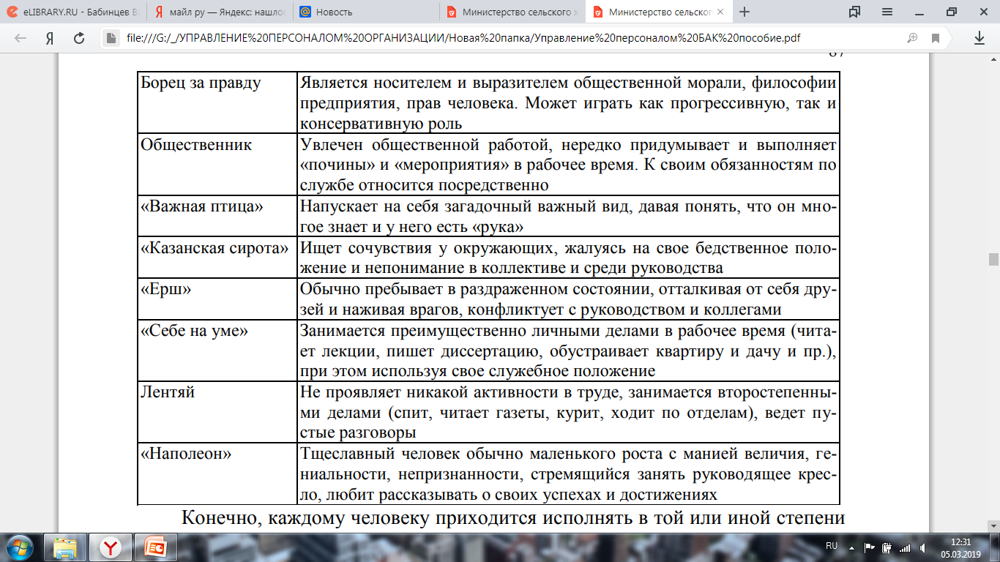 eLIBRARY.RU - Бабинцев В
майл ру — Яндекс: нашлос
Новость
Министерство сельского х
Министерство сельског
file:///G:/_/УПРАВЛЕНИЕ%20ПЕРСОНАЛОМ%20ОРГАНИЗАЦИИ/Новая%20папка/Управление%20персоналом%20БАК%20пособие.pdf
Борец за правду
Является носителем и выразителем общественной морали, философии
предприятия, прав человека. Может играть как прогрессивную, так и
консервативную роль
Общественник
Увлечен общественной работой, нередко придумывает и выполняет
«почины» и «мероприятия» в рабочее время. К своим обязанностям по
службе относится посредственно
«Важная птица»
Напускает на себя загадочный важный вид, давая понять, что он мно-
гое знает и у него есть «рука»
«Казанская сирота»
Ищет сочувствия у окружающих, жалуясь на свое бедственное поло-
жение и непонимание в коллективе и среди руководства
«Ерш»
Обычно пребывает в раздраженном состоянии, отталкивая от себя дру-
зей и наживая врагов, конфликтует с руководством и коллегами
«Себе на уме»
Занимается преимущественно личными делами в рабочее время (чита-
ет лекции, пишет диссертацию, обустраивает квартиру и дачу и пр.),
при этом используя свое служебное положение
Лентяй
Не проявляет никакой активности в труде, занимается второстепенны-
ми делами (спит, читает газеты, курит, ходит по отделам), ведет пу-
стые разговоры
«Наполеон»
Тщеславный человек обычно маленького роста с манией величия, ге-
ниальности, непризнанности, стремящийся занять руководящее крес-
ло, любит рассказывать о своих успехах и достижениях
Конечно, каждому человеку приходится исполнять в той или иной степени
RU
12:31
05.03.2019